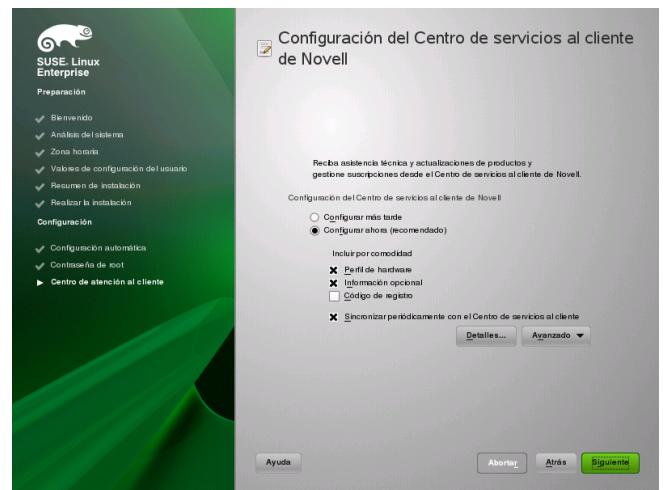 SUSE. Linux
Enterprise
Preparación
Bienvenido
Análisis del sistema
Zona horaria
Valores de configuración del usuario
Resumen de instalación
Realizar la instalación
Configuración
Configuración automática
Contraseña de root
Centro de atención al cliente
Configuración del Centro de servicios al cliente
de Novell
Reciba asistencia técnica y actualizaciones de productos y
gestione suscripciones desde el Centro de servicios al cliente de Novell.
Configuración del Centro de servicios al cliente de Novell
Configurar más tarde
Configurar ahora (recomendado)
Incluir por comodidad
Perfil de hardware
Información opcional
Código de registro
Sincronizar periódicamente con el Centro de servicios al cliente
Detalles... Avanzado
Ayuda Abortar Atrás Siguiente